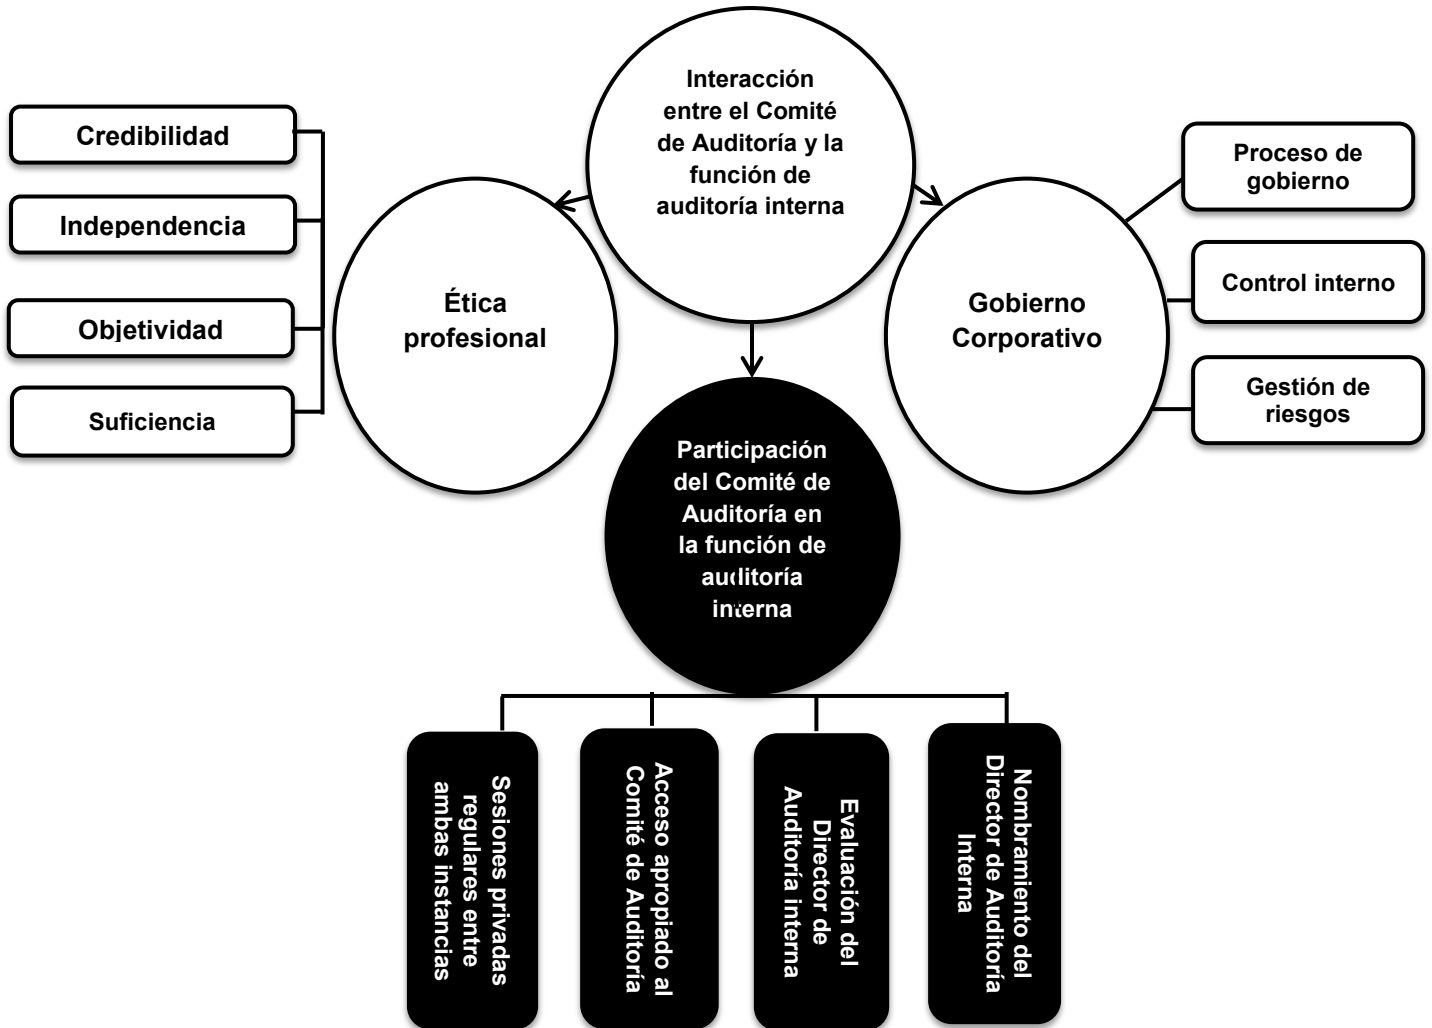 Interacción
entre el Comité
de Auditoría y la
función de
auditoría interna
Credibilidad
Independencia
Objetividad
Suficiencia
Ética
profesional
Gobierno
Corporativo
Proceso de
gobierno
Control interno
Gestión de
riesgos
Participación
del Comité de
Auditoría en
la función de
auditoría
interna
Sesiones privadas
regulares entre
ambas instancias
Acceso apropiado al
Comité de Auditoría
Evaluación del
Director de
Auditoría interna
Nombramiento del
Director de Auditoría
Interna